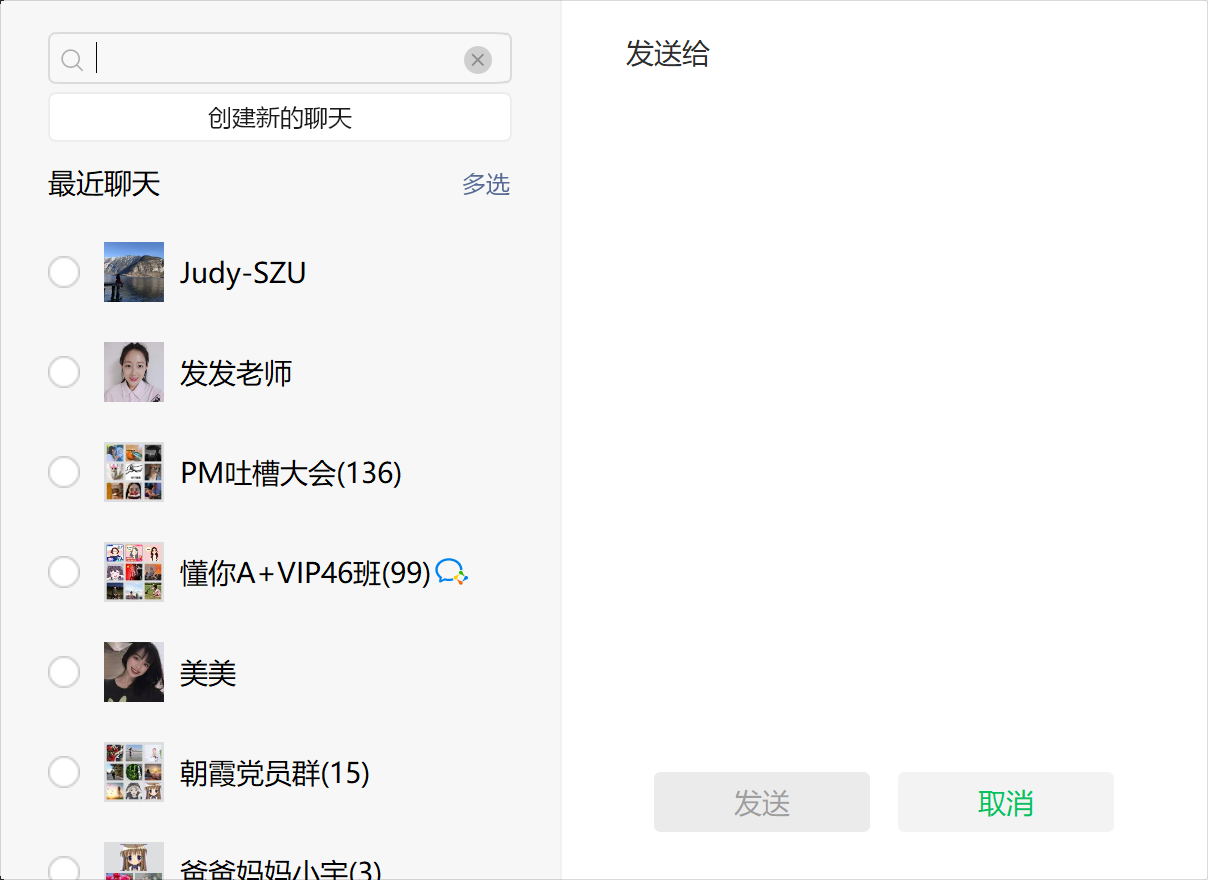 创建新的聊天
最近聊天
多选
Judy-SZU
发发老师
PM吐槽大会(136)
懂你A+VIP46班(99)
美美
朝霞党员群(15)
爸爸妈妈小宇(3)
发送给
发送
取消